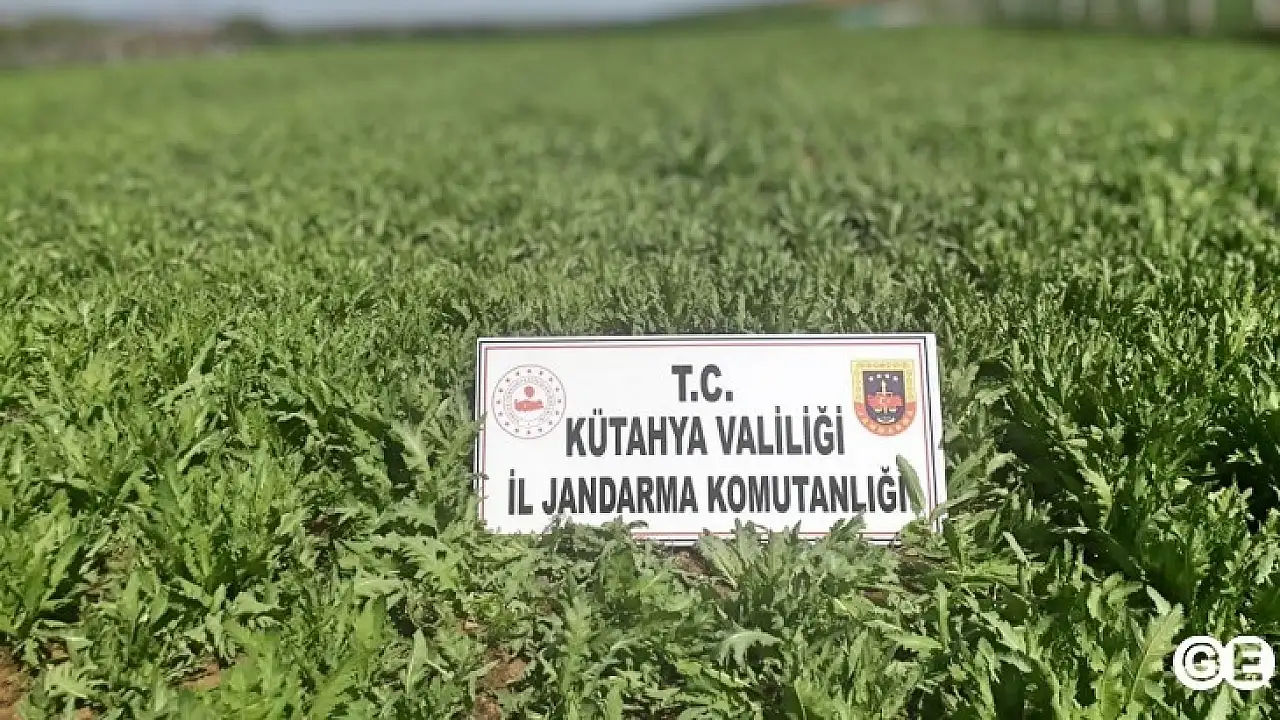 T.C.
KÜTAHYA VALİLİĞİ
İL JANDARMA KOMUTANLIĞI
GE